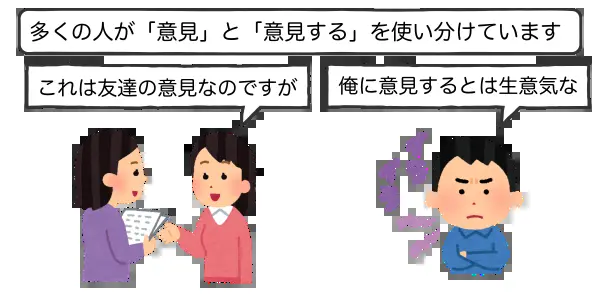 多くの人が「意見」と「意見する」を使い分けています
これは友達の意見なのですが
俺に意見するとは生意気な